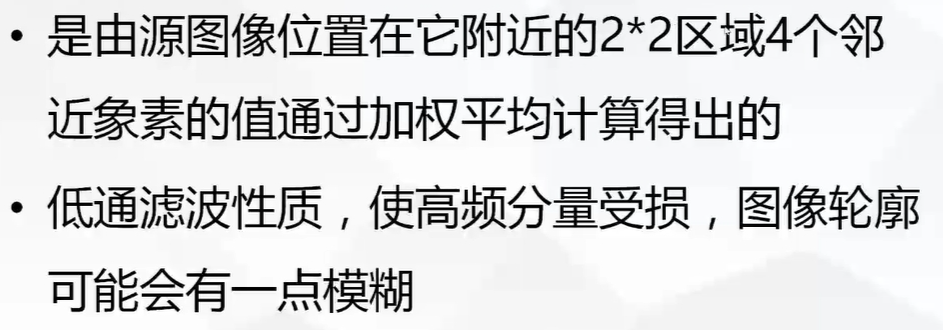 • 是由源图像位置在它附近的2*2区域4个邻
近象素的值通过加权平均计算得出的
• 低通滤波性质，使高频分量受损，图像轮廓
可能会有一点模糊